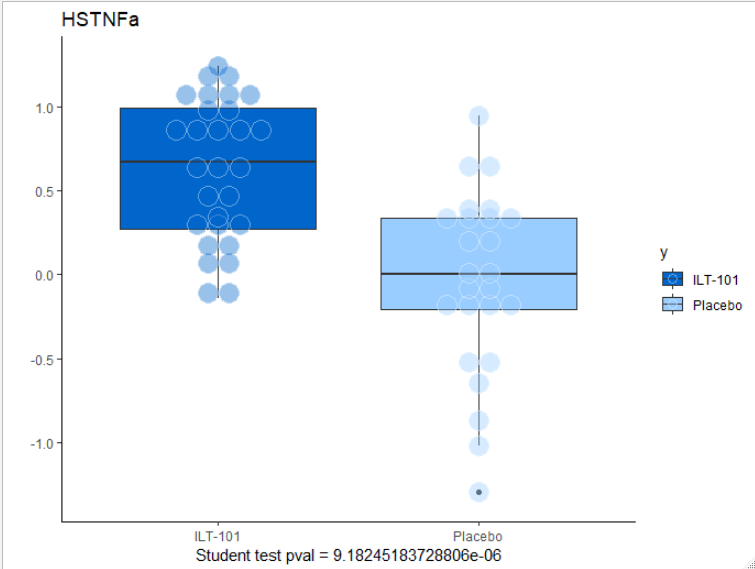 HSTNFa
1.0
0.5
0.0
-0.5
-1.0
y
ILT-101
Placebo
ILT-101 Placebo
Student test pval = 9.18245183728806e-06